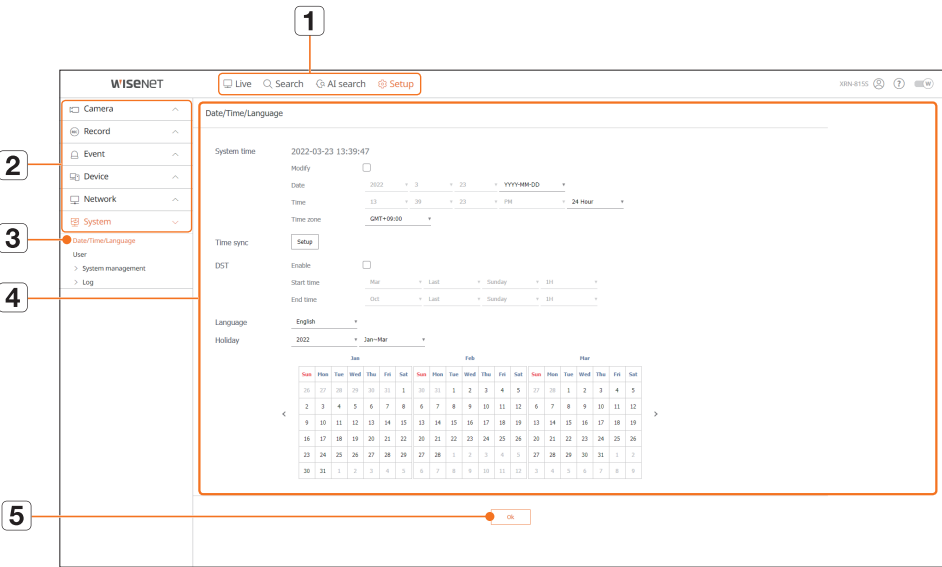 1
WISENET
Live Search AI search Setup
XRN-815S
?
W
Camera
Record
2
Event
Device
Network
System
3
Date/Time/Language
User
> System management
> Log
4
Date/Time/Language
System time 2022-03-23 13:39:47
Modify
Date 2022 3 23 YYYY-MM-DD
Time 13 39 23 PM 24 Hour
Time zone GMT+09:00
Time sync Setup
DST Enable
Start time Mar Last Sunday 1H
End time Oct Last Sunday 1H
Language English
Holiday 2022 Jan~Mar
Jan Feb Mar
Sun Mon Tue Wed Thu Fri Sat Sun Mon Tue Wed Thu Fri Sat Sun Mon Tue Wed Thu Fri Sat
26 27 28 29 30 31 1 30 31 1 2 3 4 5 27 28 1 2 3 4 5
2 3 4 5 6 7 8 6 7 8 9 10 11 12 6 7 8 9 10 11 12
< 9 10 11 12 13 14 15 13 14 15 16 17 18 19 13 14 15 16 17 18 19 >
16 17 18 19 20 21 22 20 21 22 23 24 25 26 20 21 22 23 24 25 26
23 24 25 26 27 28 29 27 28 1 2 3 4 5 27 28 29 30 31 1 2
30 31 1 2 3 4 5 6 7 8 9 10 11 12 3 4 5 6 7 8 9
5
Ok